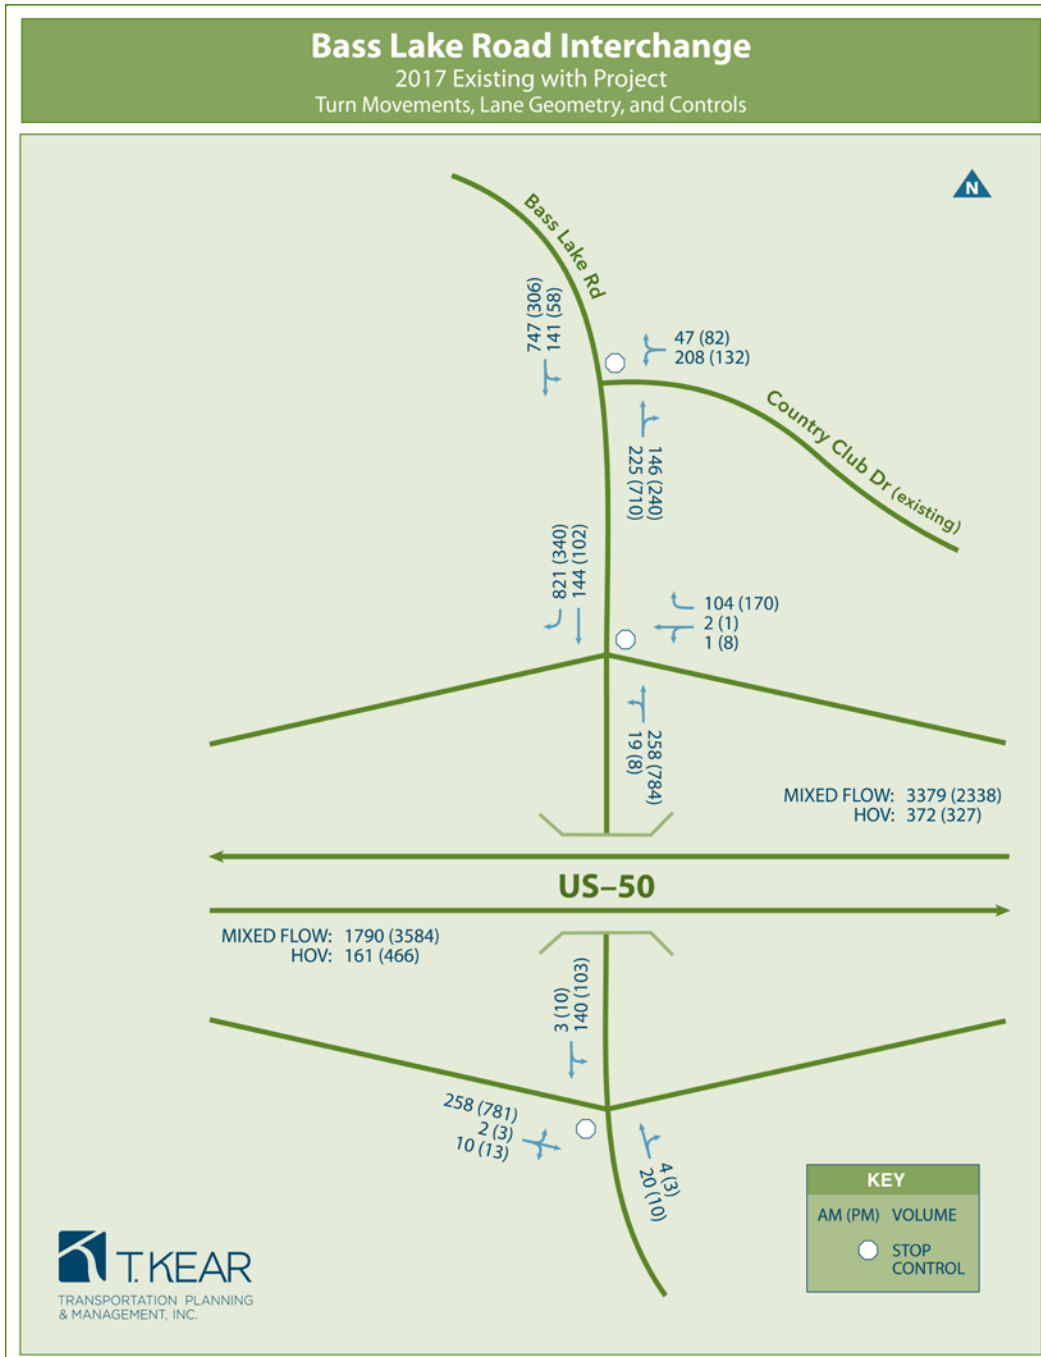 Bass Lake Road Interchange
2017 Existing with Project
Turn Movements, Lane Geometry, and Controls
N
Bass Lake Rd
747 (306)
141 (58)
47 (82)
208 (132)
Country Club Dr (existing)
146 (240)
225 (710)
821 (340)
144 (102)
104 (170)
2 (1)
1 (8)
258 (784)
19 (8)
MIXED FLOW: 3379 (2338)
HOV: 372 (327)
US–50
MIXED FLOW: 1790 (3584)
HOV: 161 (466)
3 (10)
140 (103)
258 (781)
2 (3)
10 (13)
4 (3)
20 (10)
KEY
AM (PM) VOLUME
STOP
CONTROL
T.KEAR
TRANSPORTATION PLANNING
& MANAGEMENT, INC.